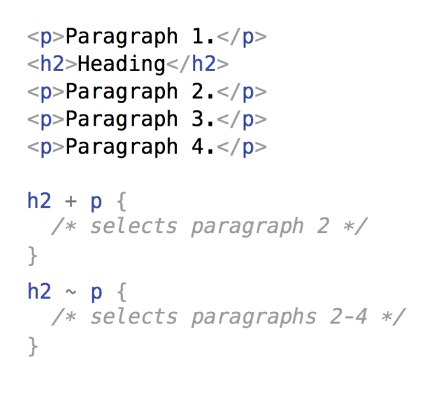 <p>Paragraph 1.</p>
<h2>Heading</h2>
<p>Paragraph 2.</p>
<p>Paragraph 3.</p>
<p>Paragraph 4.</p>
h2 + p {
  /* selects paragraph 2 */
}
h2 ~ p {
  /* selects paragraphs 2-4 */
}